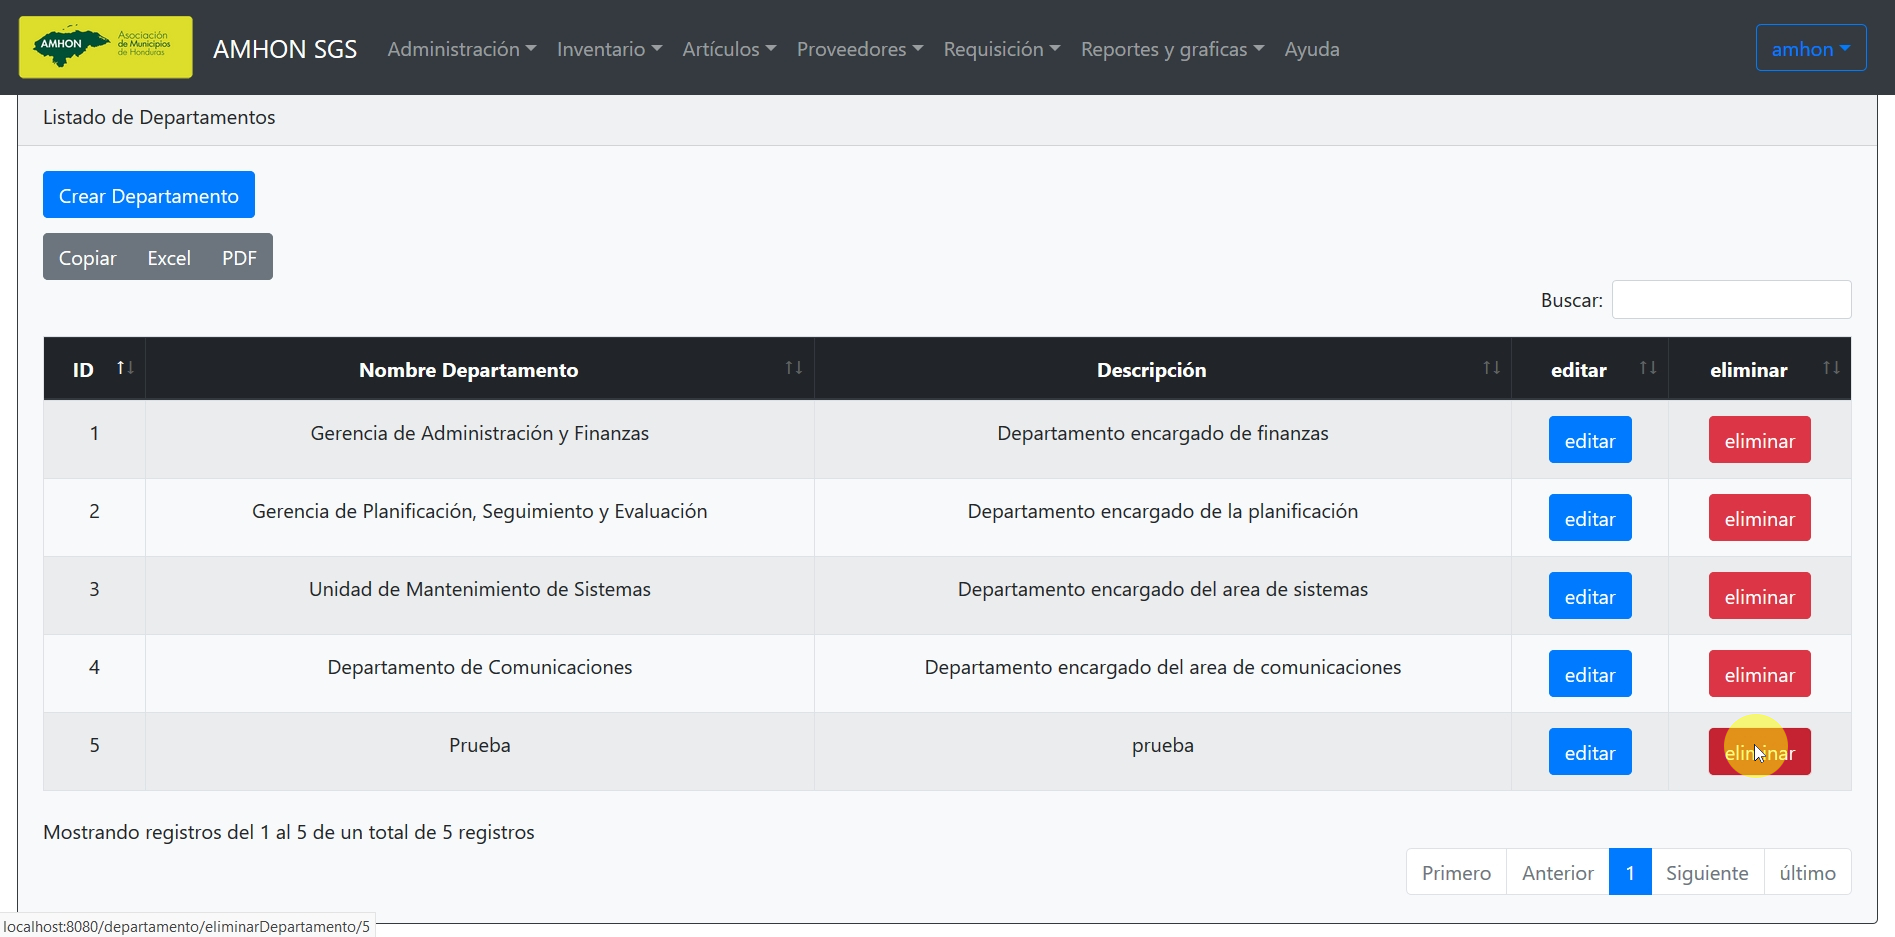 AMHON
Asociación
de Municipios
de Honduras
AMHON SGS
Administración
Inventario
Artículos
Proveedores
Requisición
Reportes y graficas
Ayuda
amhon
Listado de Departamentos
Crear Departamento
Copiar Excel PDF
Buscar:
ID Nombre Departamento Descripción editar eliminar
1 Gerencia de Administración y Finanzas Departamento encargado de finanzas editar eliminar
2 Gerencia de Planificación, Seguimiento y Evaluación Departamento encargado de la planificación editar eliminar
3 Unidad de Mantenimiento de Sistemas Departamento encargado del area de sistemas editar eliminar
4 Departamento de Comunicaciones Departamento encargado del area de comunicaciones editar eliminar
5 Prueba prueba editar eliminar
Mostrando registros del 1 al 5 de un total de 5 registros
Primero Anterior 1 Siguiente último
localhost:8080/departamento/eliminarDepartamento/5